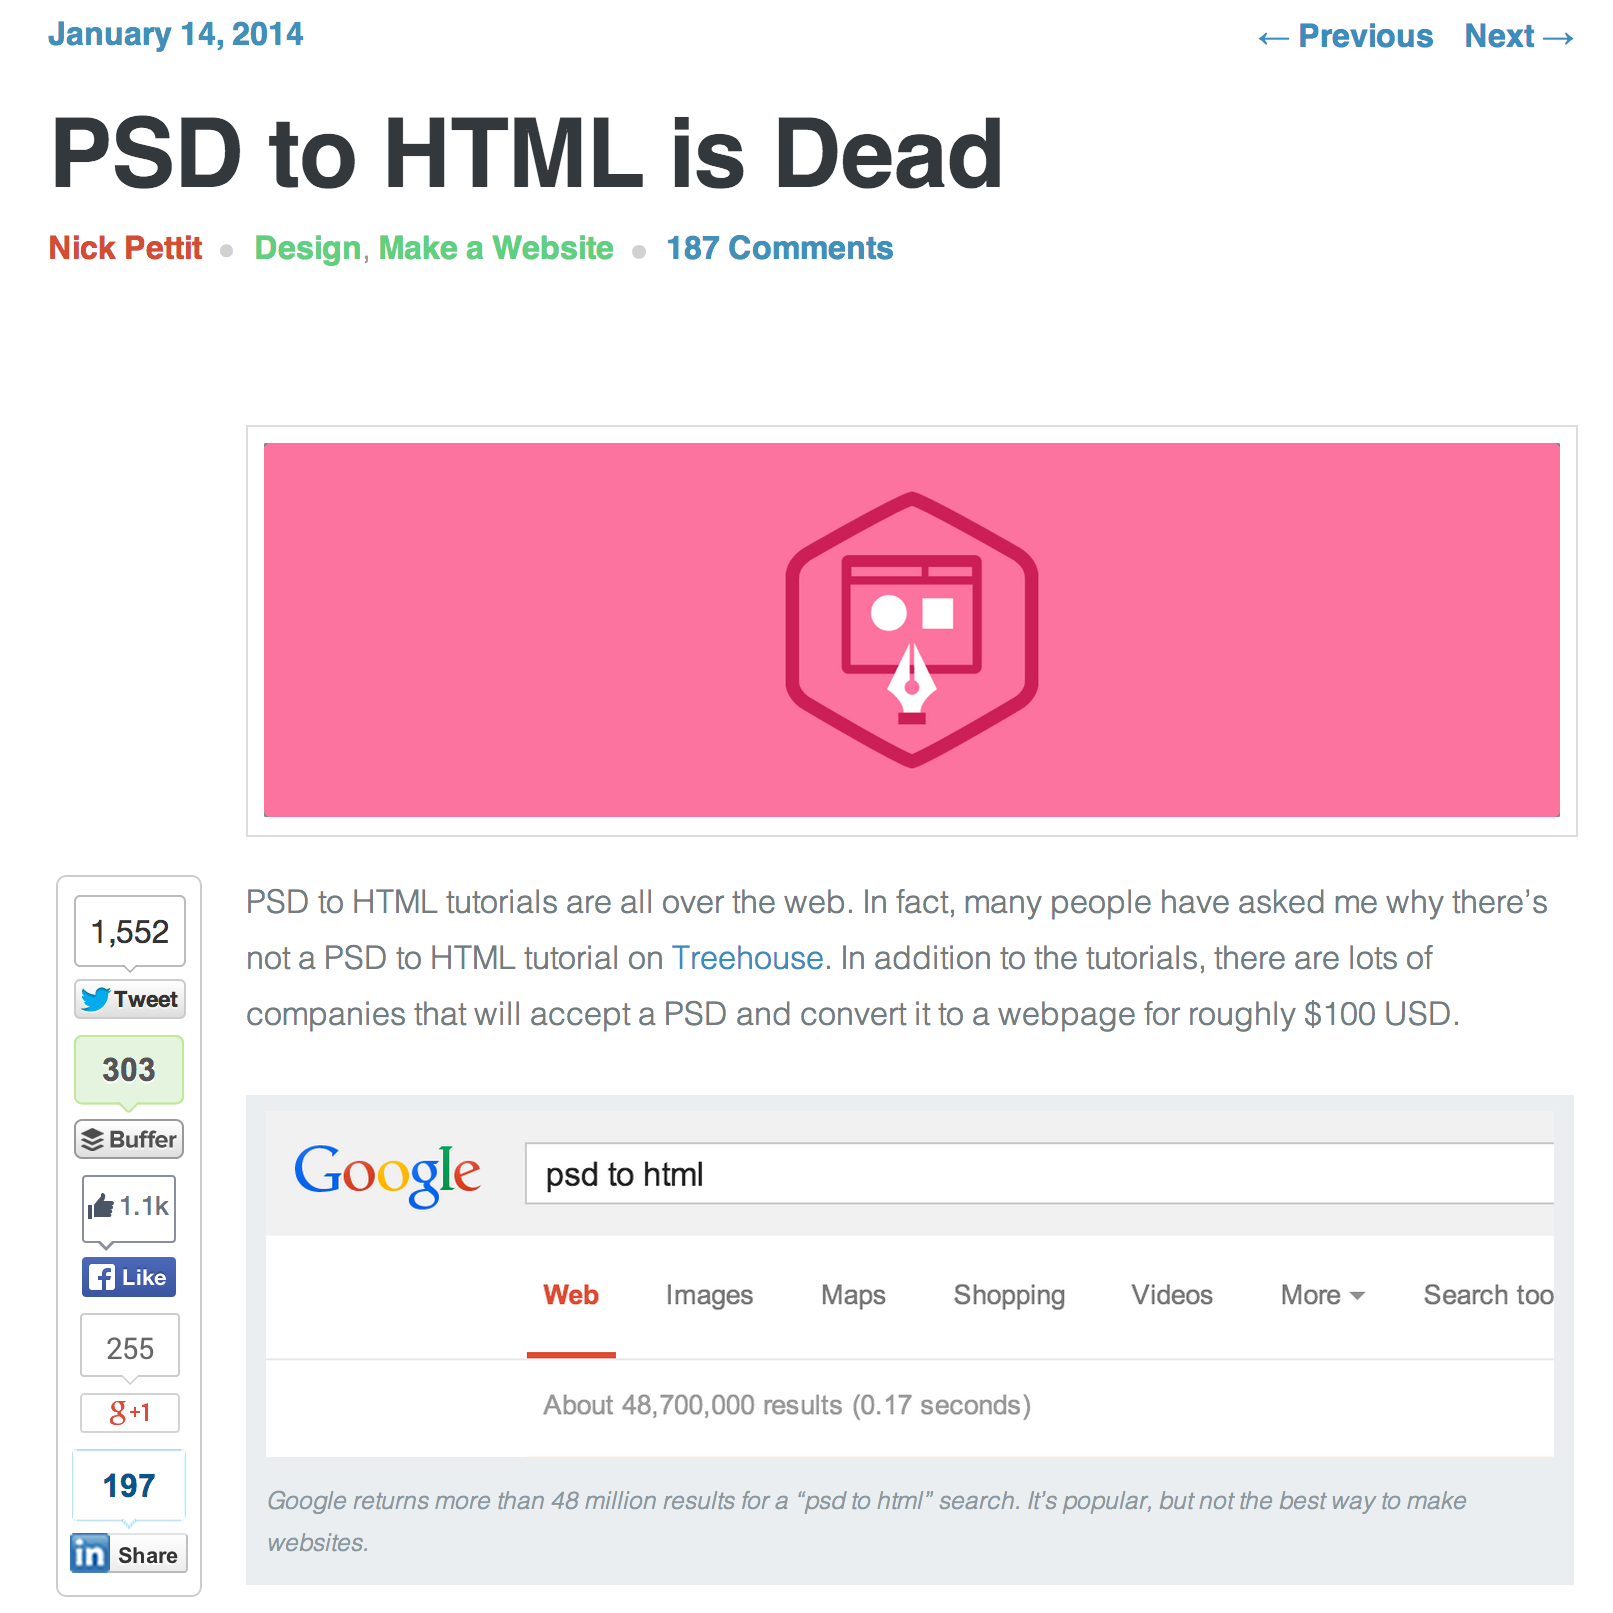 January 14, 2014
← Previous Next →
PSD to HTML is Dead
Nick Pettit • Design, Make a Website • 187 Comments
1,552
Tweet
303
Buffer
1.1k
Like
255
g+1
197
in Share
PSD to HTML tutorials are all over the web. In fact, many people have asked me why there’s
not a PSD to HTML tutorial on Treehouse. In addition to the tutorials, there are lots of
companies that will accept a PSD and convert it to a webpage for roughly $100 USD.
Google psd to html
Web Images Maps Shopping Videos More Search too
About 48,700,000 results (0.17 seconds)
Google returns more than 48 million results for a “psd to html” search. It’s popular, but not the best way to make
websites.